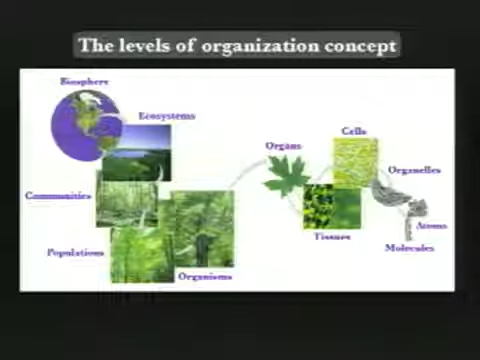 The levels of organization concept
Biosphere
Ecosystems
Communities
Populations
Organisms
Organs
Tissues
Cells
Organelles
Molecules
Atoms